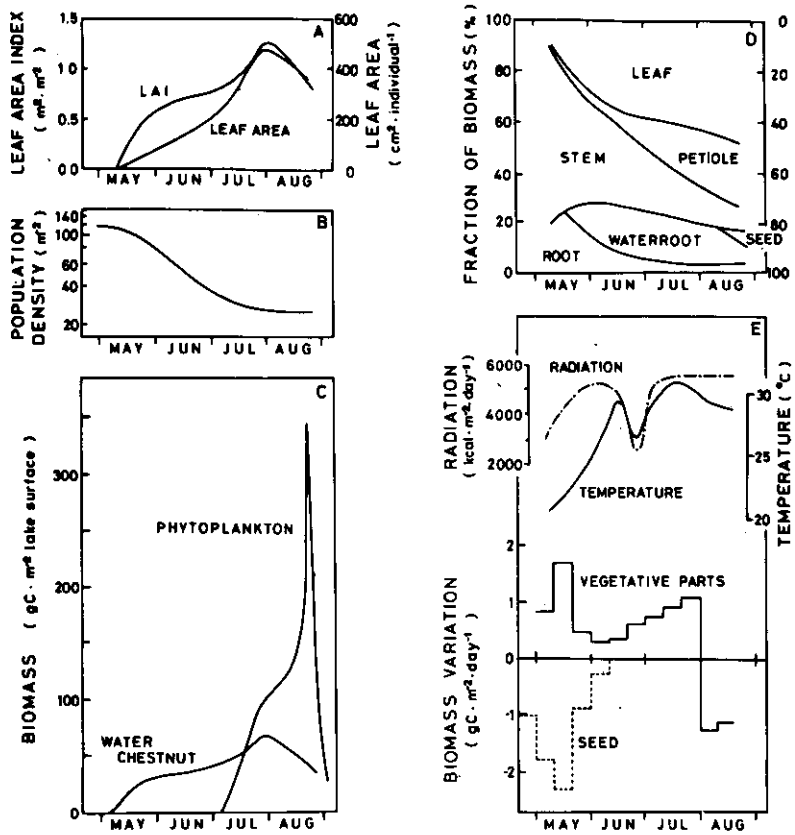 A
LEAF AREA INDEX
( m²·m⁻² )
1.5
1.0
0.5
0.0
LAI
LEAF AREA
600
400
200
0
LEAF AREA
( cm²·individual⁻¹ )
MAY JUN JUL AUG
B
POPULATION
DENSITY ( m⁻² )
140
100
60
20
MAY JUN JUL AUG
C
BIOMASS ( gC·m⁻² lake surface )
300
200
100
0
PHYTOPLANKTON
WATER
CHESTNUT
MAY JUN JUL AUG
D
FRACTION OF BIOMASS (%)
100
80
60
40
20
0
LEAF
STEM
PETIOLE
WATERROOT
SEED
ROOT
0
20
40
60
80
100
MAY JUN JUL AUG
E
RADIATION
( kcal·m⁻²·day⁻¹ )
6000
4000
2000
RADIATION
TEMPERATURE
30
25
20
TEMPERATURE ( °C )
BIOMASS VARIATION
( gC·m⁻²·day⁻¹ )
2
1
0
-1
-2
VEGETATIVE PARTS
SEED
MAY JUN JUL AUG